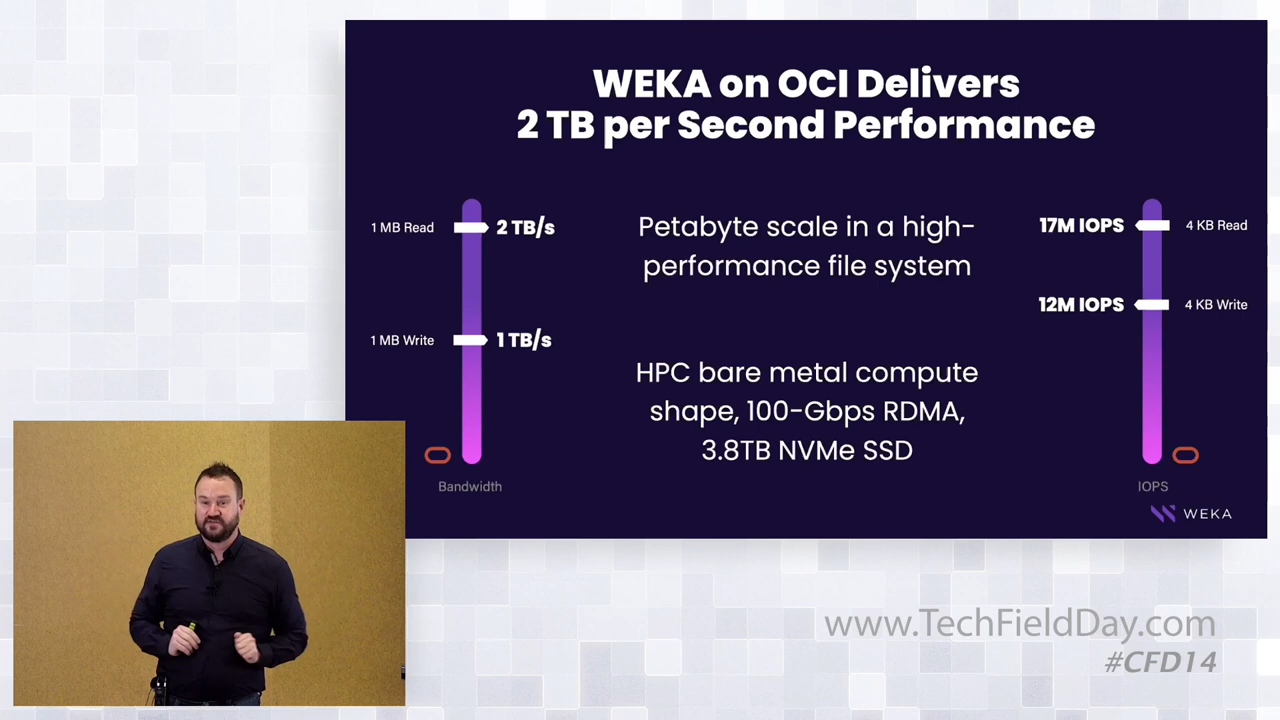 WEKA on OCI Delivers
2 TB per Second Performance
1 MB Read
2 TB/s
1 MB Write
1 TB/s
Bandwidth
Petabyte scale in a high-
performance file system
HPC bare metal compute
shape, 100-Gbps RDMA,
3.8TB NVMe SSD
17M IOPS
4 KB Read
12M IOPS
4 KB Write
IOPS
WEKA
www.TechFieldDay.com
#CFD14